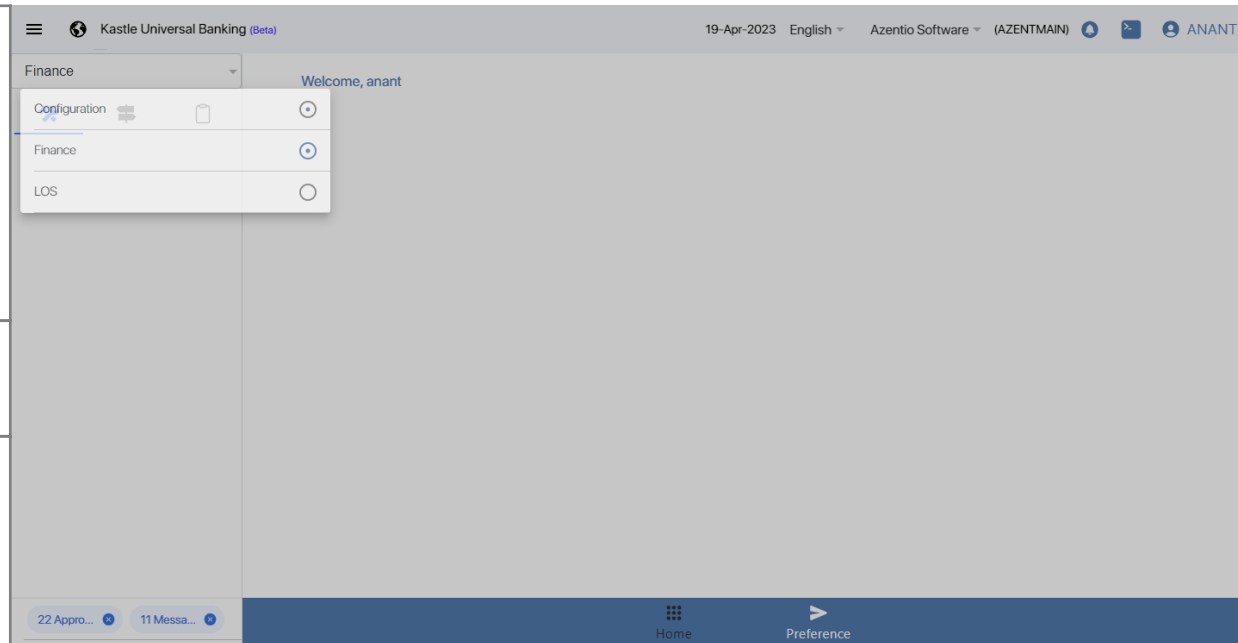 Kastle Universal Banking (Beta)
19-Apr-2023 English Azentio Software (AZENTMAIN) ANANT
Finance
Welcome, anant
Configuration
Finance
LOS
22 Appro... 11 Messa...
Home Preference